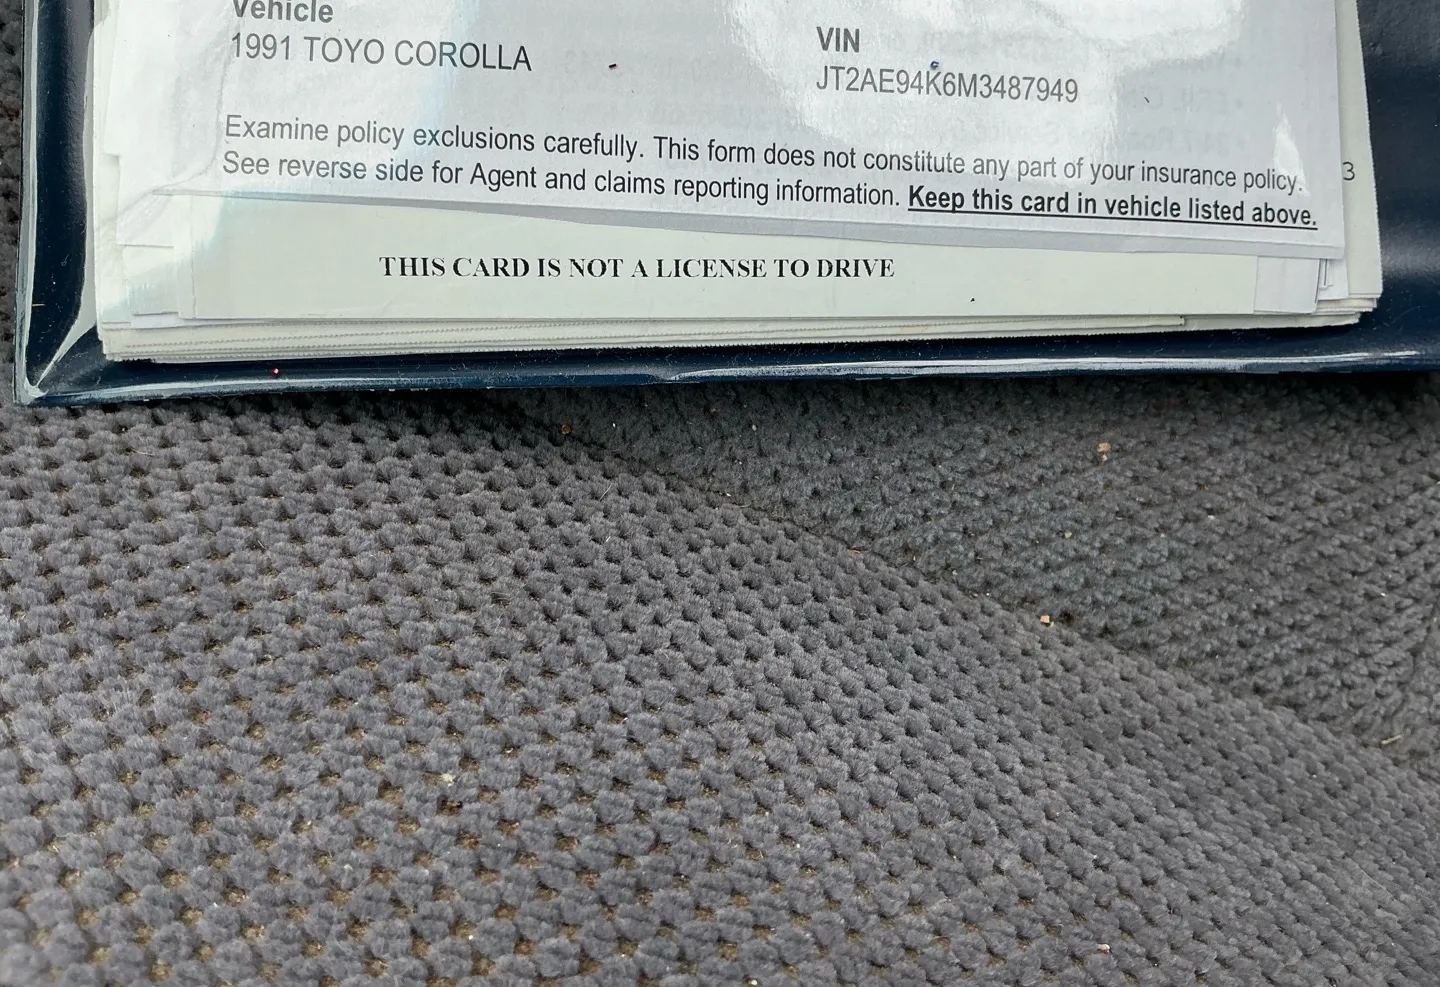 Vehicle
1991 TOYO COROLLA
VIN
JT2AE94K6M3487949
Examine policy exclusions carefully. This form does not constitute any part of your insurance policy.
See reverse side for Agent and claims reporting information. Keep this card in vehicle listed above.
3
THIS CARD IS NOT A LICENSE TO DRIVE